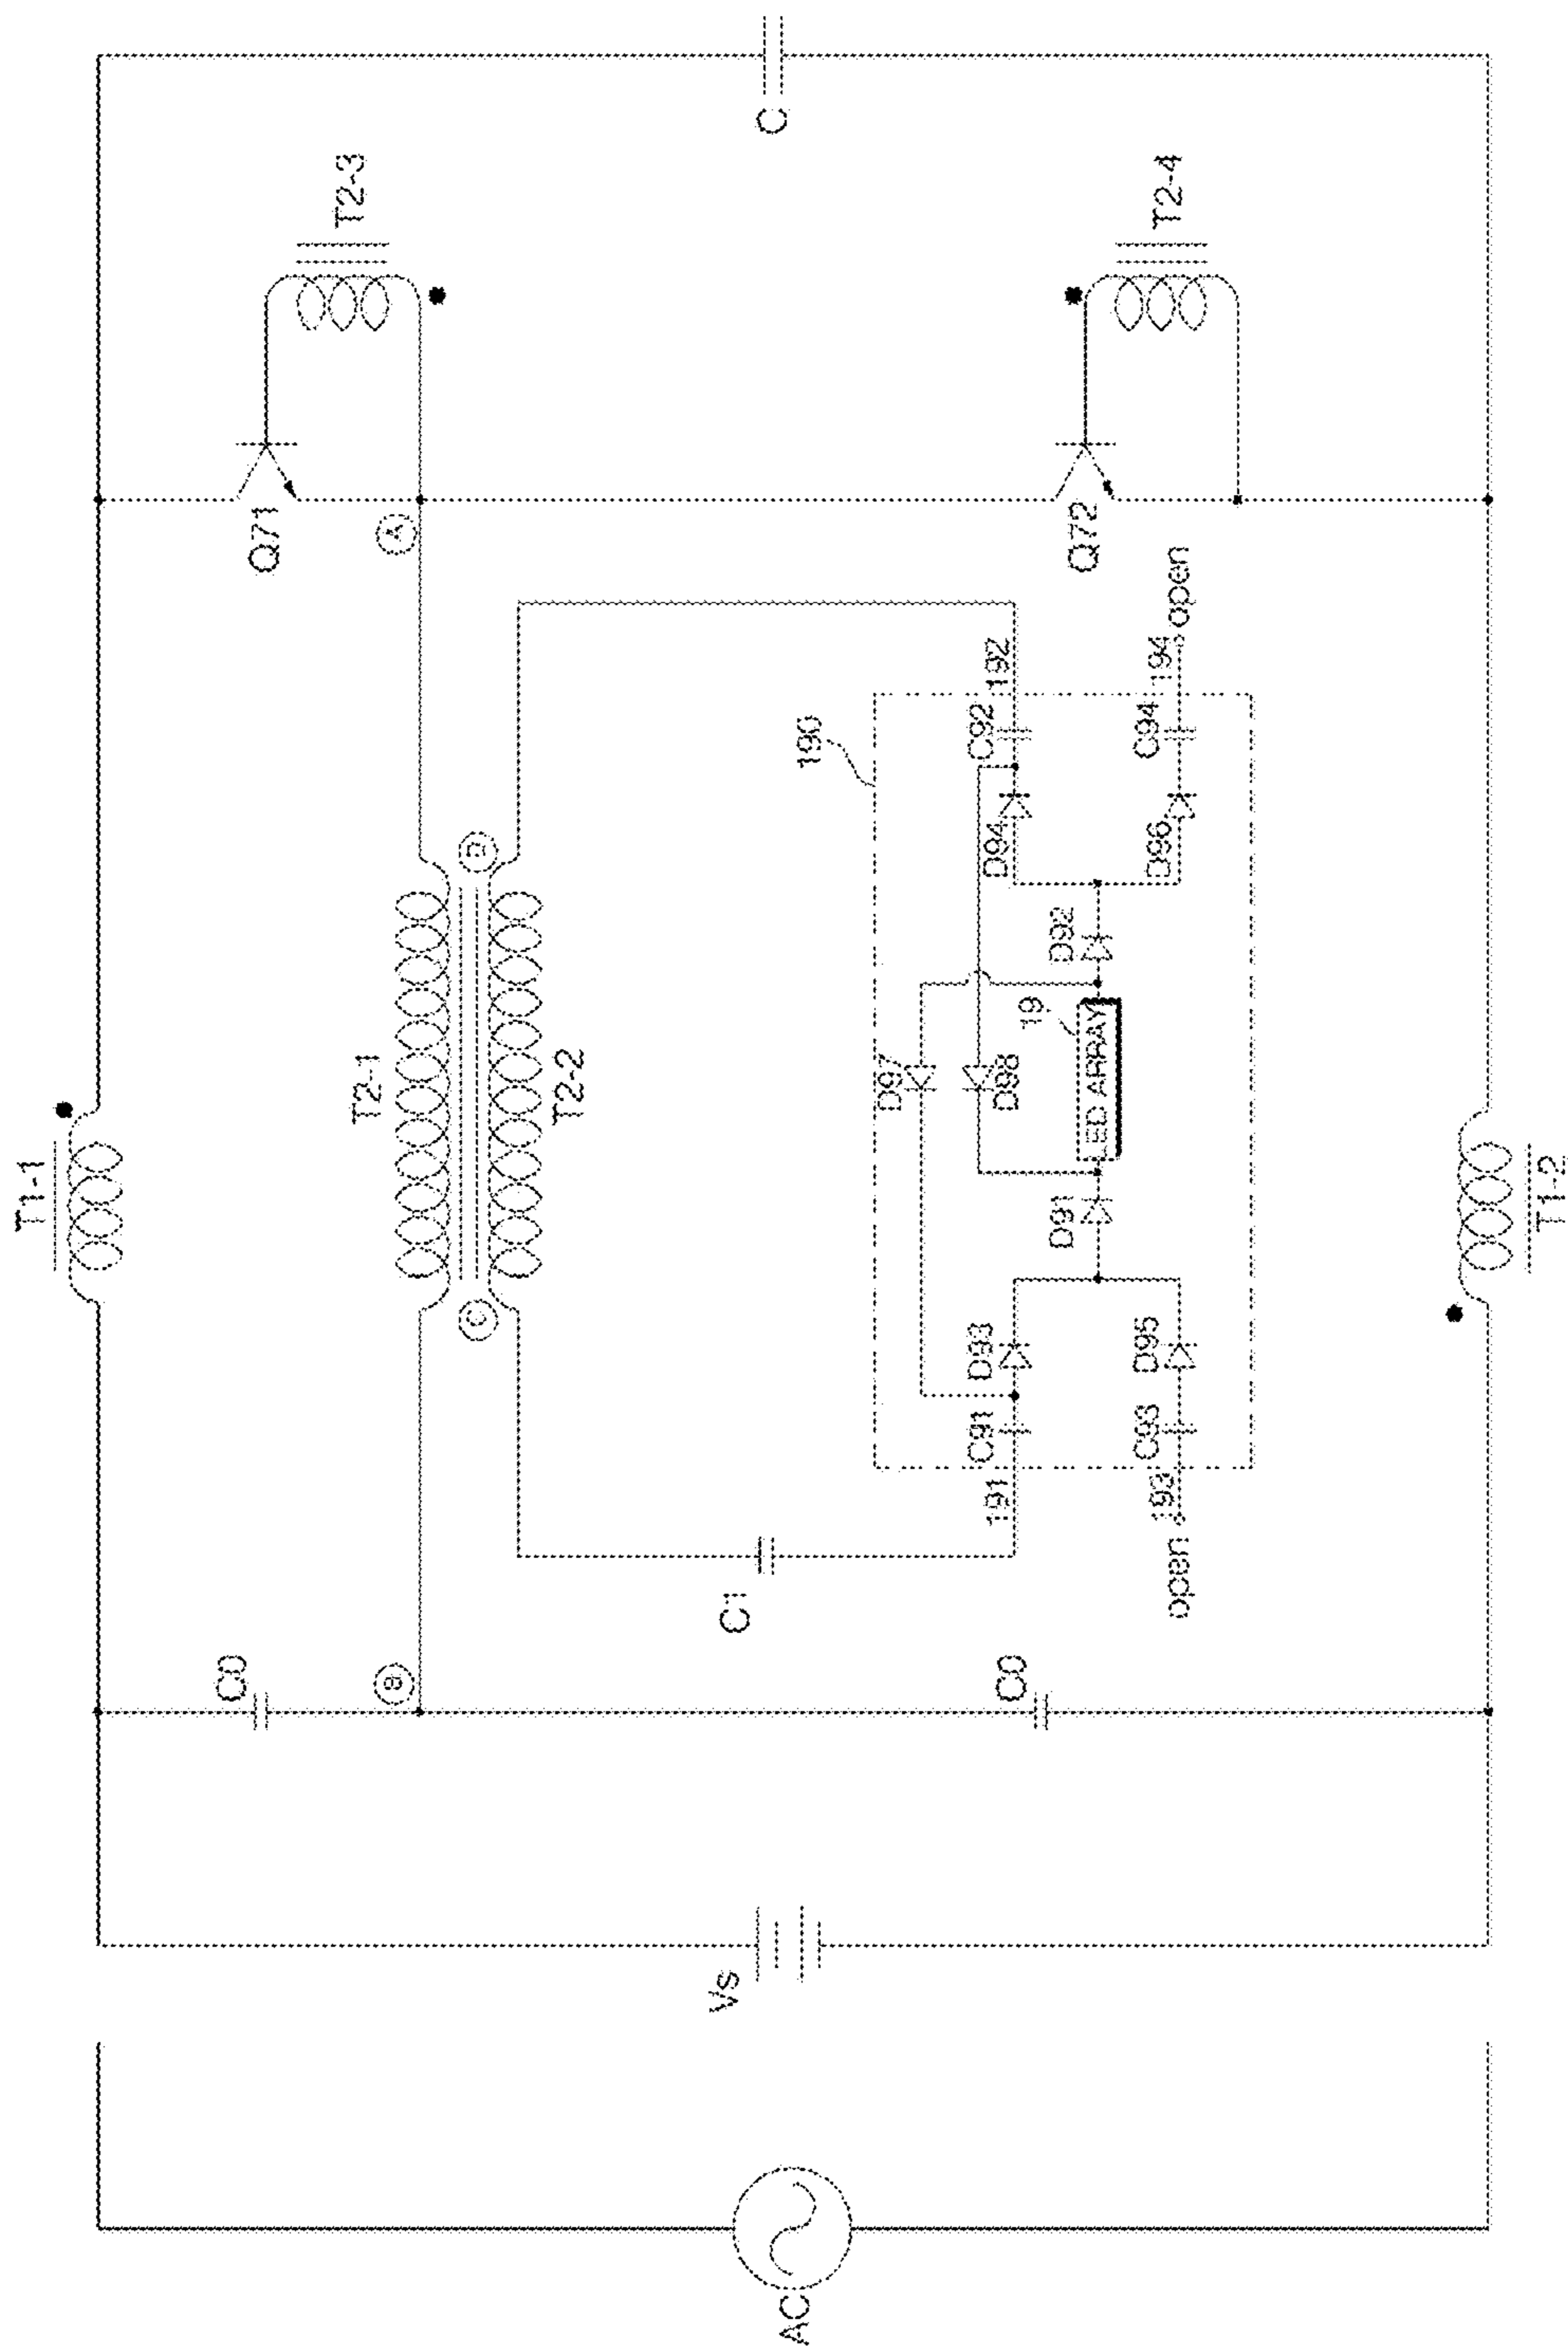 C
T2-3
T2-4
Q71
A
Q72
open
192
194
190
C92
C94
D
D94
D96
D92
19
T1-1
T2-1
T2-2
D97
D98
LED ARRAY
T1-2
D91
C
D93
D95
C91
C93
191
193
open
C1
C0
B
C0
Vs
AC